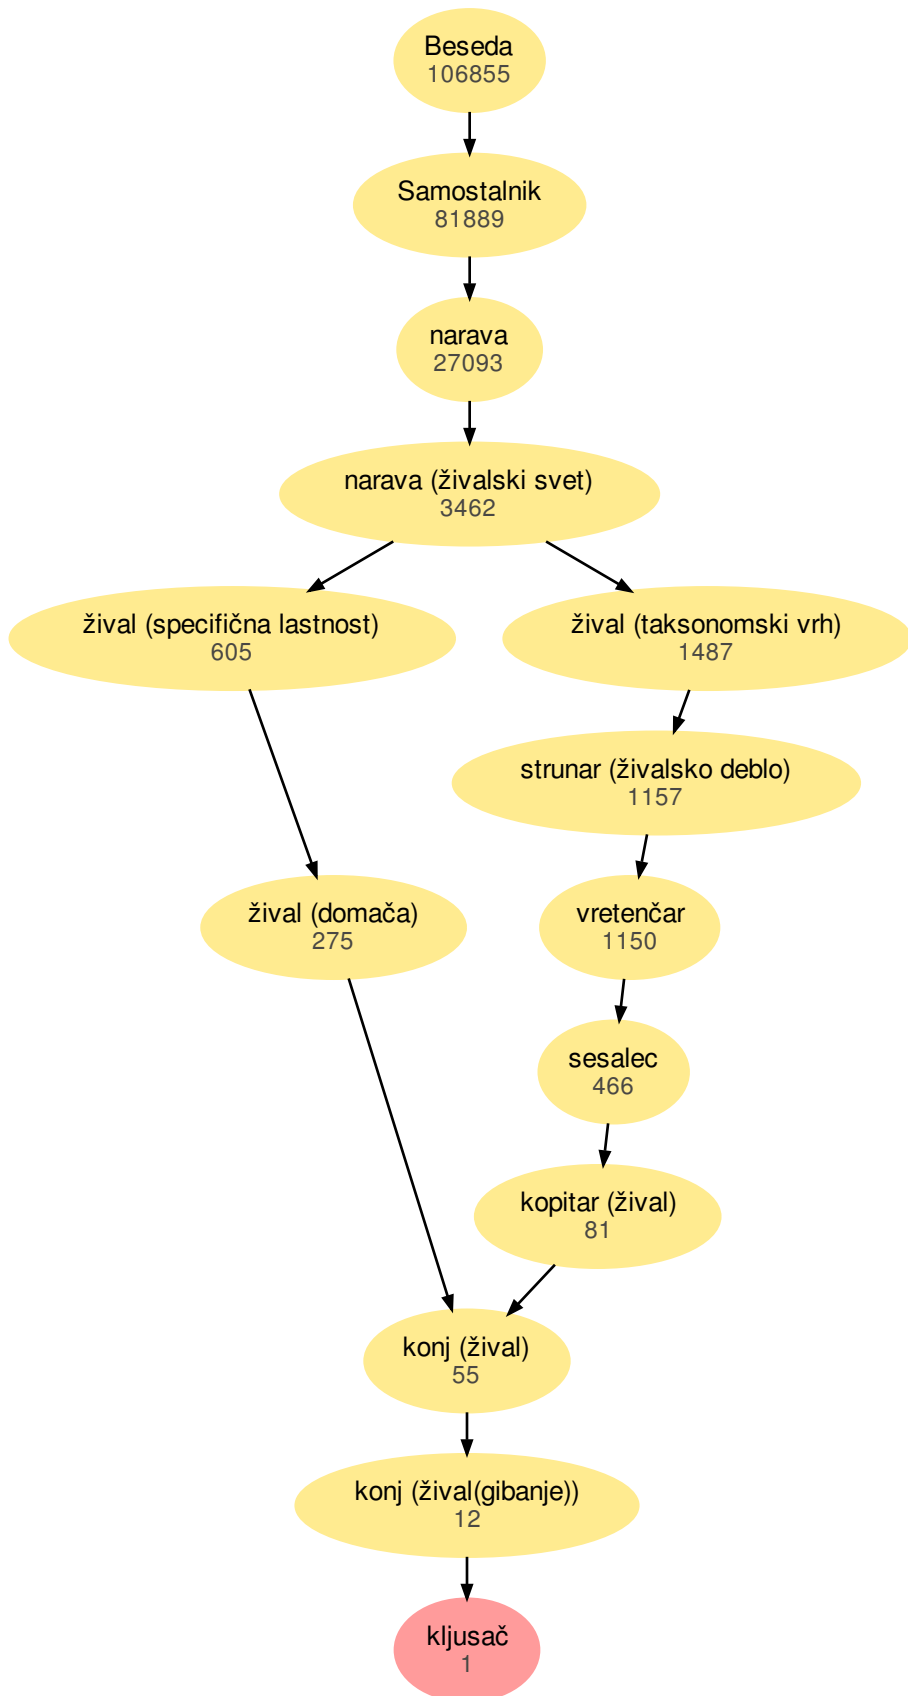 Beseda
106855
Samostalnik
81889
narava
27093
narava (živalski svet)
3462
žival (specifična lastnost)
605
žival (taksonomski vrh)
1487
strunar (živalsko deblo)
1157
žival (domača)
275
vretenčar
1150
sesalec
466
kopitar (žival)
81
konj (žival)
55
konj (žival(gibanje))
12
kljusač
1